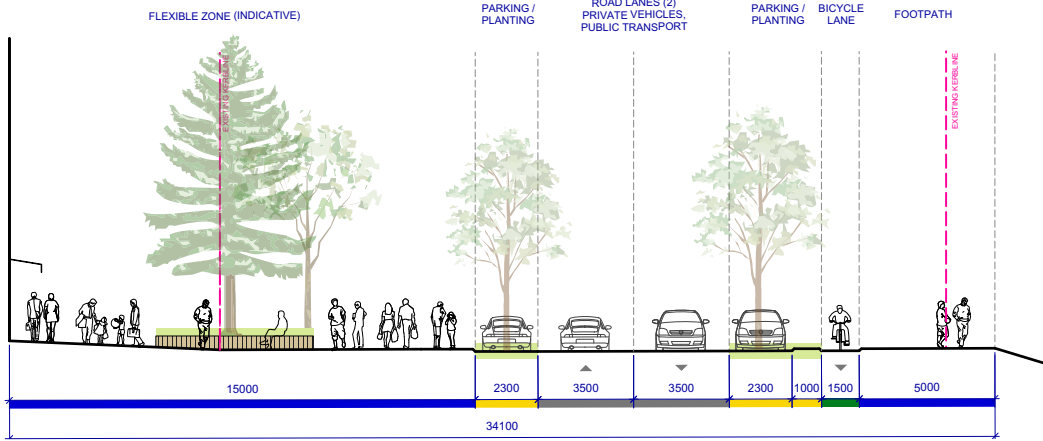 FLEXIBLE ZONE (INDICATIVE)
PARKING /
PLANTING
ROAD LANES (2)
PRIVATE VEHICLES,
PUBLIC TRANSPORT
PARKING /
PLANTING
BICYCLE
LANE
FOOTPATH
EXISTING KERBLINE
EXISTING KERBLINE
15000
2300
3500
3500
2300
1000
1500
5000
34100